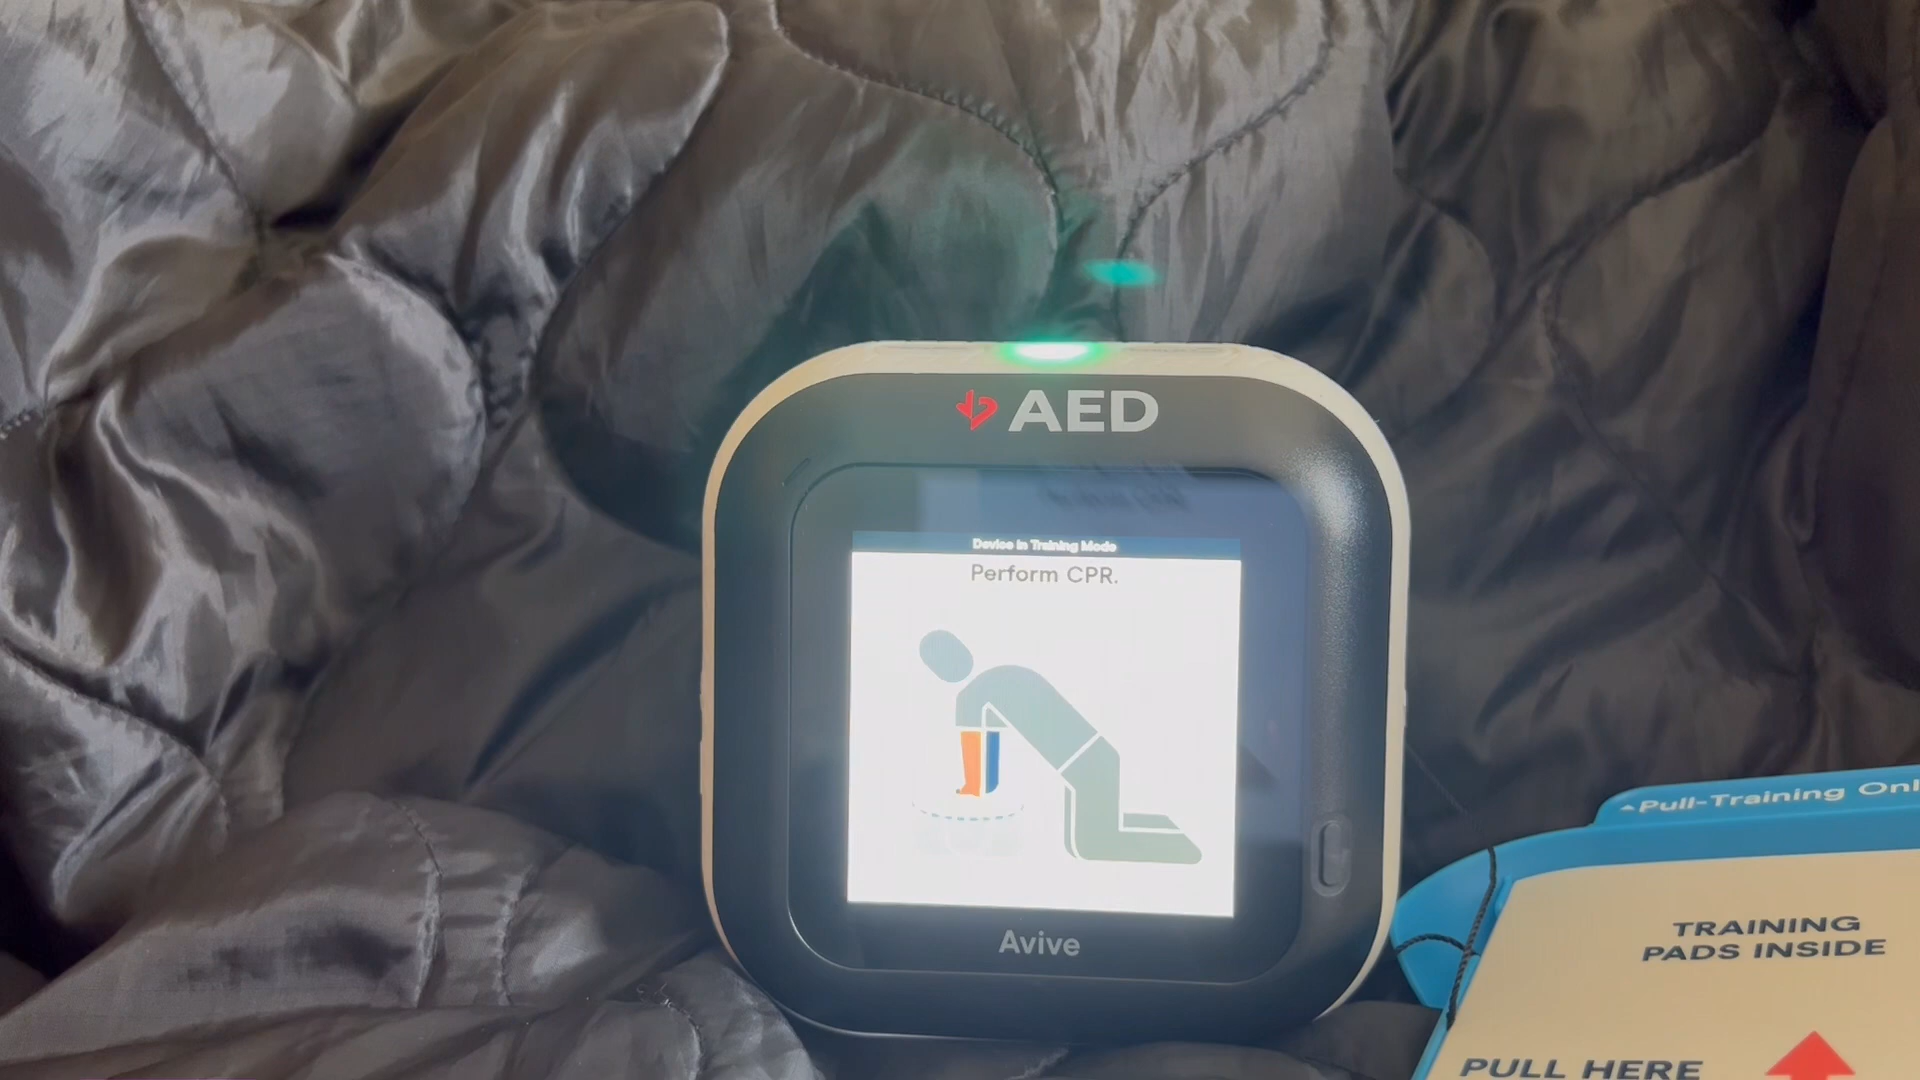 AED
Device in Training Mode
Perform CPR.
Avive
Pull-Training Onl
TRAINING
PADS INSIDE
PULL HERE